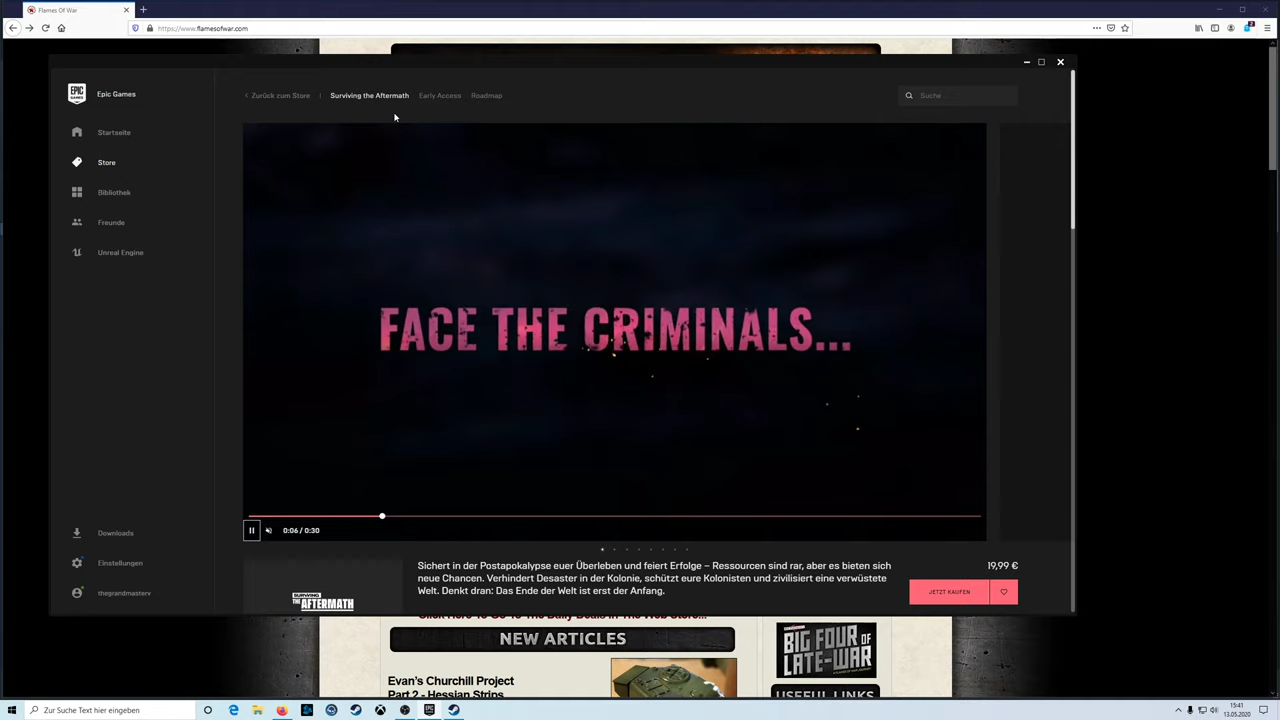 Flames Of War
https://www.flamesofwar.com
EPIC GAMES
Epic Games
Startseite
Store
Bibliothek
Freunde
Unreal Engine
Downloads
Einstellungen
thegrandmasterv
Zurück zum Store
Surviving the Aftermath
Early Access
Roadmap
Suche ...
FACE THE CRIMINALS...
0:06 / 0:30
SURVIVING THE
AFTERMATH
Sichert in der Postapokalypse euer Überleben und feiert Erfolge – Ressourcen sind rar, aber es bieten sich
neue Chancen. Verhindert Desaster in der Kolonie, schützt eure Kolonisten und zivilisiert eine verwüstete
Welt. Denkt dran: Das Ende der Welt ist erst der Anfang.
19,99 €
JETZT KAUFEN
NEW ARTICLES
Evan's Churchill Project
Part 2 - Hessian Strips
BIG FOUR OF
LATE-WAR
USEFUL LINKS
Zur Suche Text hier eingeben
15:41
13.05.2020